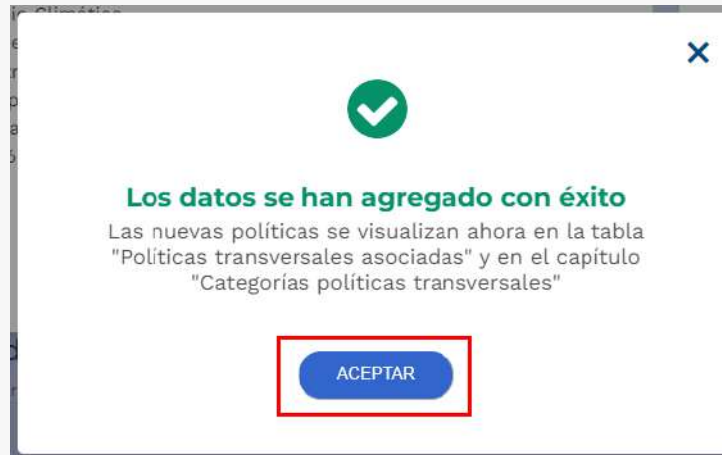 Los datos se han agregado con éxito
Las nuevas políticas se visualizan ahora en la tabla
"Políticas transversales asociadas" y en el capítulo
"Categorías políticas transversales"
ACEPTAR